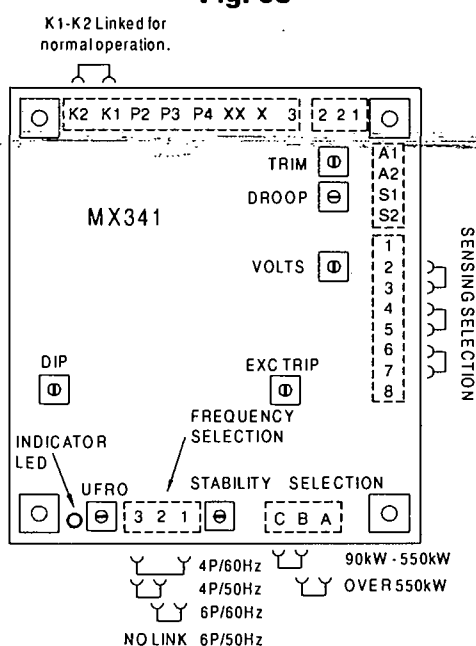 K1-K2 Linked for
normal operation.
K2 K1 P2 P3 P4 XX X 3 2 2 1
TRIM
DROOP
A1
A2
S1
S2
MX341
VOLTS
1
2
3
4
5
6
7
8
SENSING SELECTION
DIP
EXC TRIP
FREQUENCY
SELECTION
INDICATOR
LED
UFRO
STABILITY SELECTION
3 2 1
C B A
4P/60Hz
90kW - 550kW
4P/50Hz
OVER 550kW
6P/60Hz
NO LINK 6P/50Hz